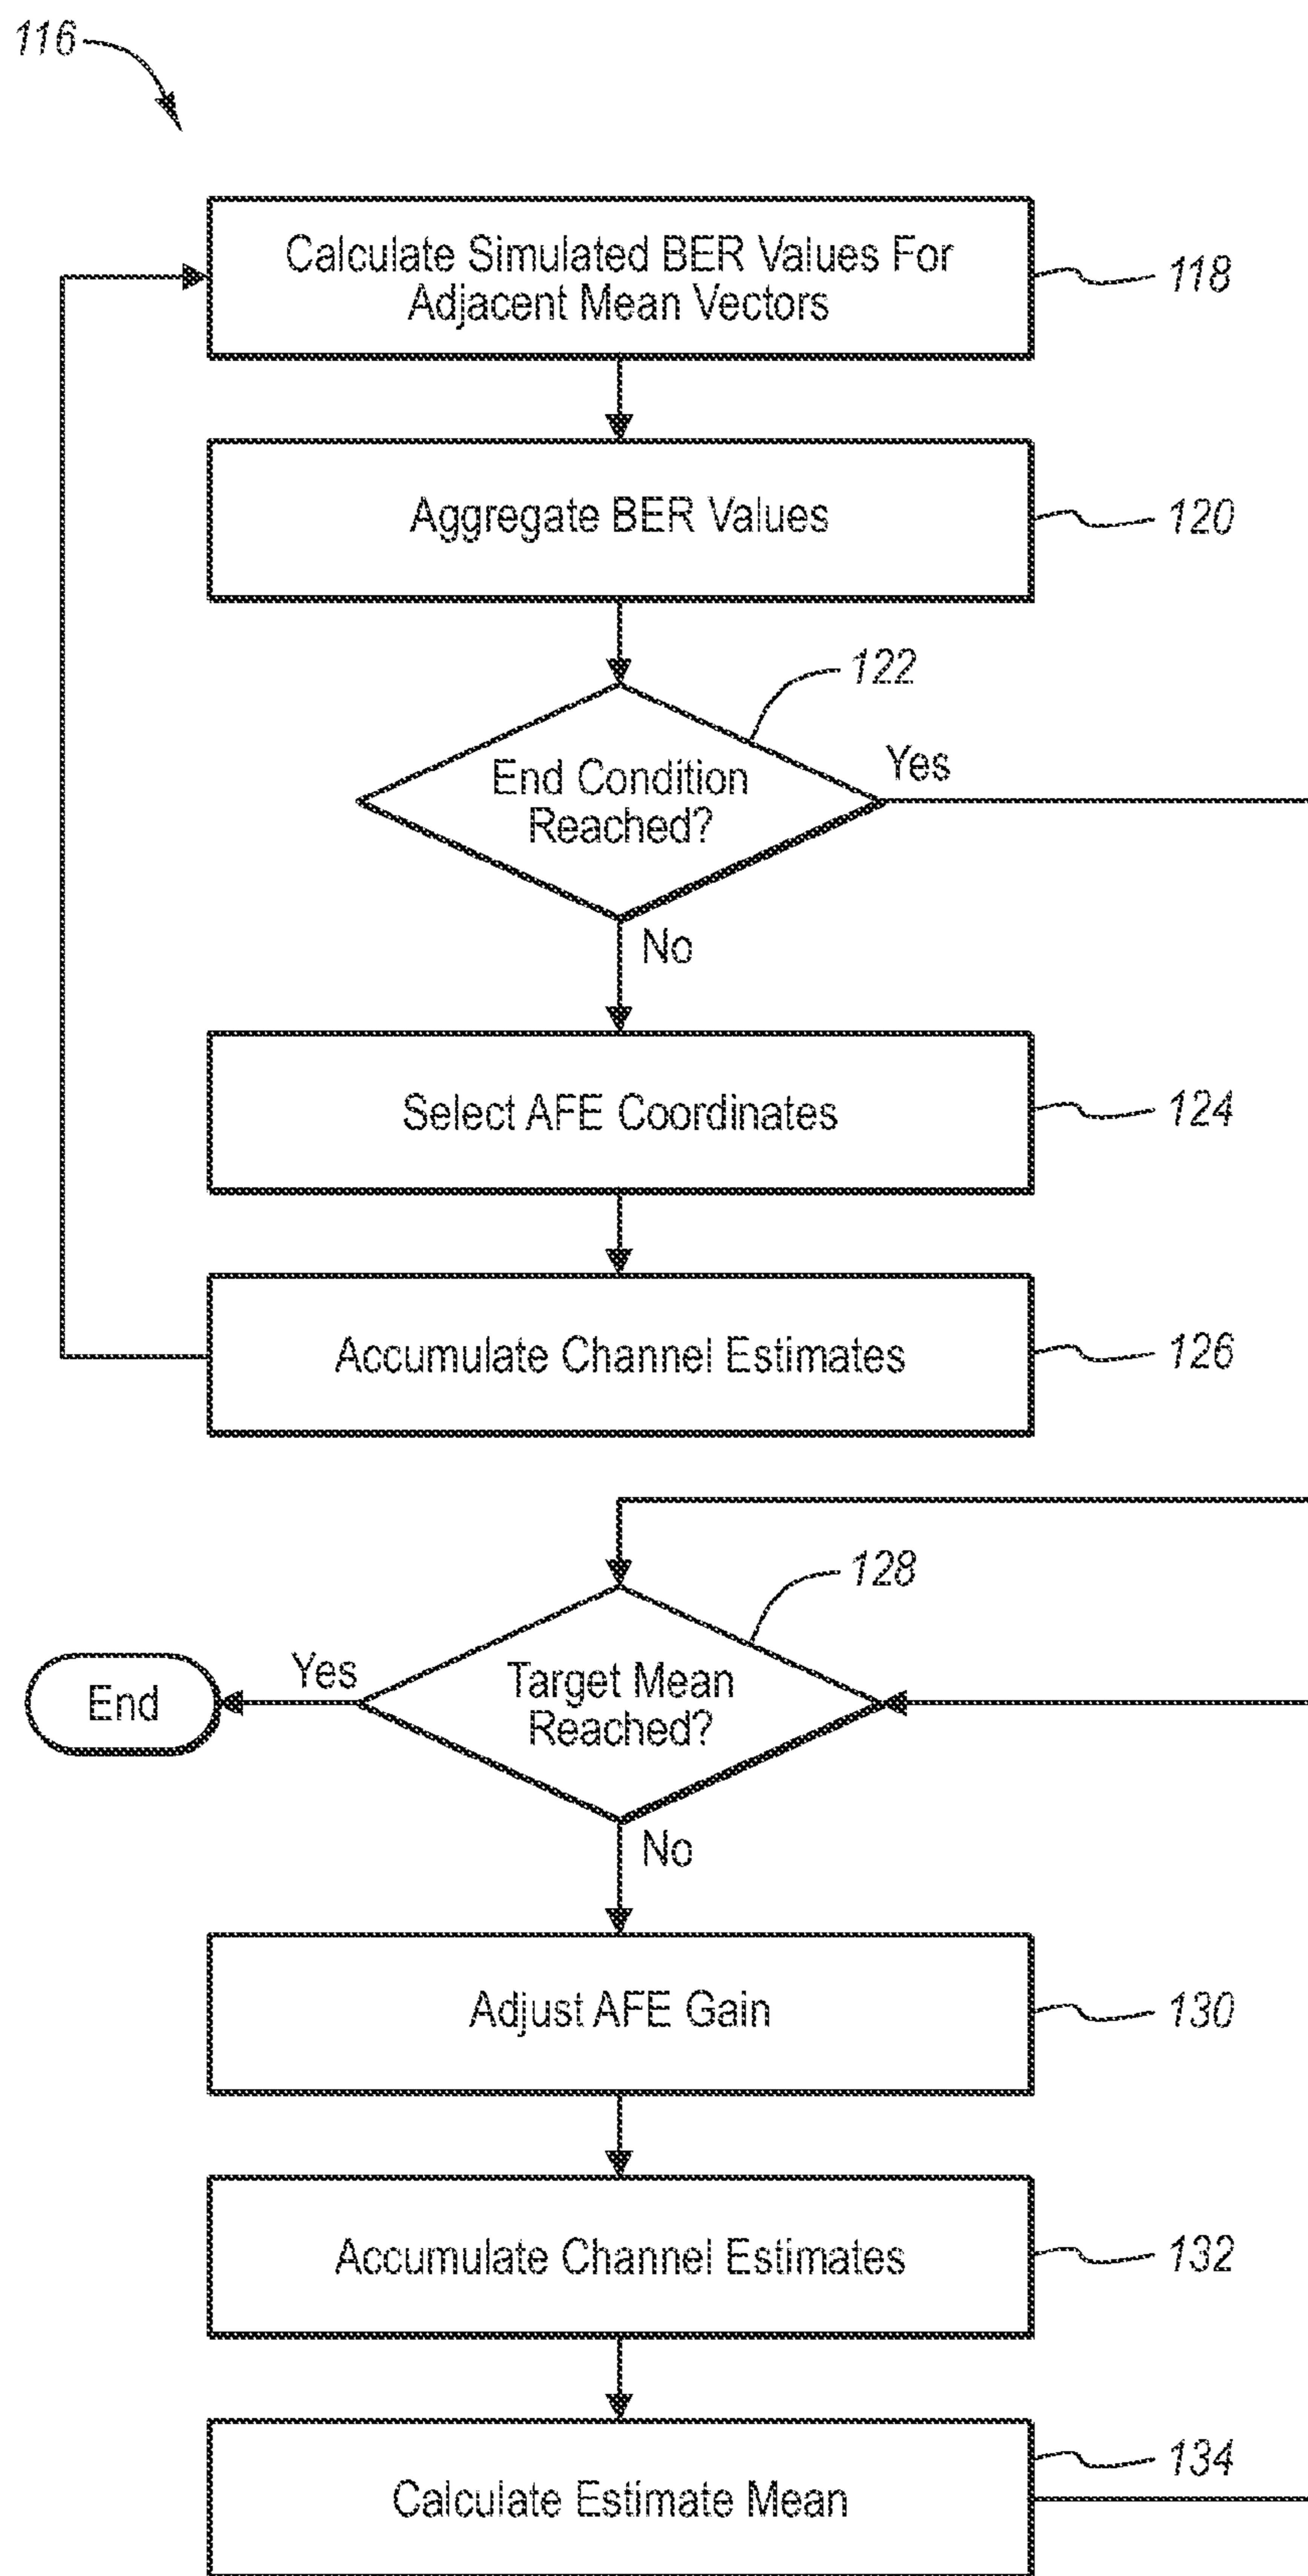 116
Calculate Simulated BER Values For
Adjacent Mean Vectors
118
Aggregate BER Values
120
122
End Condition
Reached?
Yes
No
Select AFE Coordinates
124
Accumulate Channel Estimates
126
128
Target Mean
Reached?
Yes
End
No
Adjust AFE Gain
130
Accumulate Channel Estimates
132
Calculate Estimate Mean
134